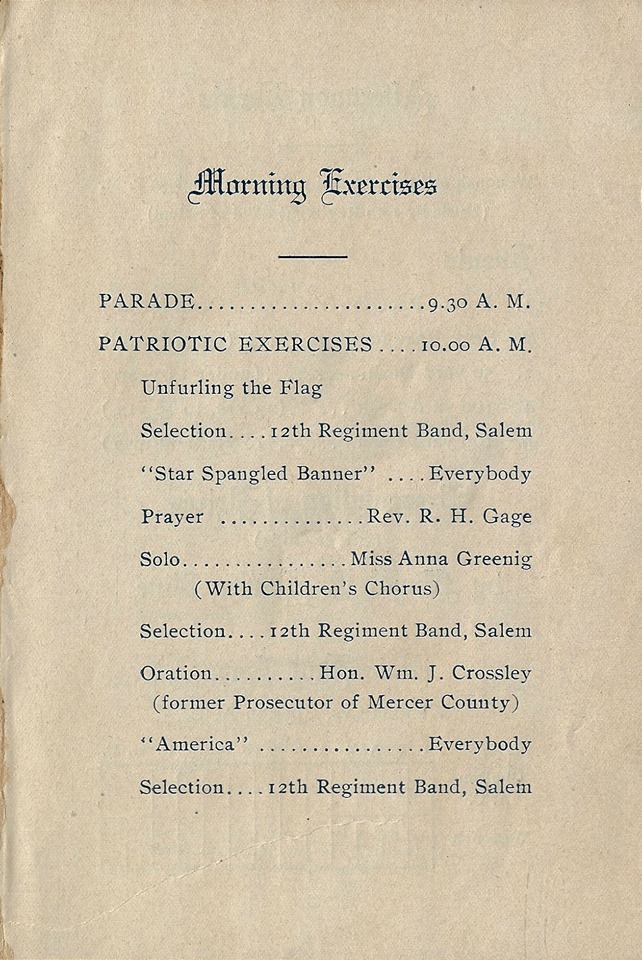 Morning Exercises
PARADE......................9.30 A. M.
PATRIOTIC EXERCISES....10.00 A. M.
Unfurling the Flag
Selection....12th Regiment Band, Salem
"Star Spangled Banner" ....Everybody
Prayer ..............Rev. R. H. Gage
Solo................Miss Anna Greenig
(With Children's Chorus)
Selection....12th Regiment Band, Salem
Oration..........Hon. Wm. J. Crossley
(former Prosecutor of Mercer County)
"America" ................Everybody
Selection....12th Regiment Band, Salem